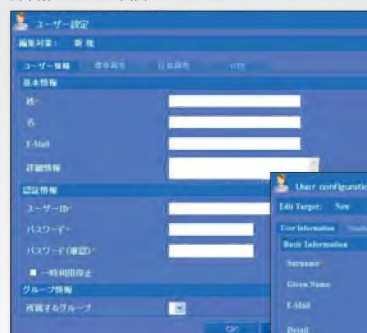 ユーザー設定
編集対象: 新規
ユーザー情報
基本情報
姓
名
E-Mail
詳細情報
認証情報
ユーザーID
パスワード
パスワード(確認)
一時利用停止
グループ情報
所属するグループ
OK
User configuration
Edit Target: New
User Information
Basic Information
Surname
Given Name
E-Mail
Detail